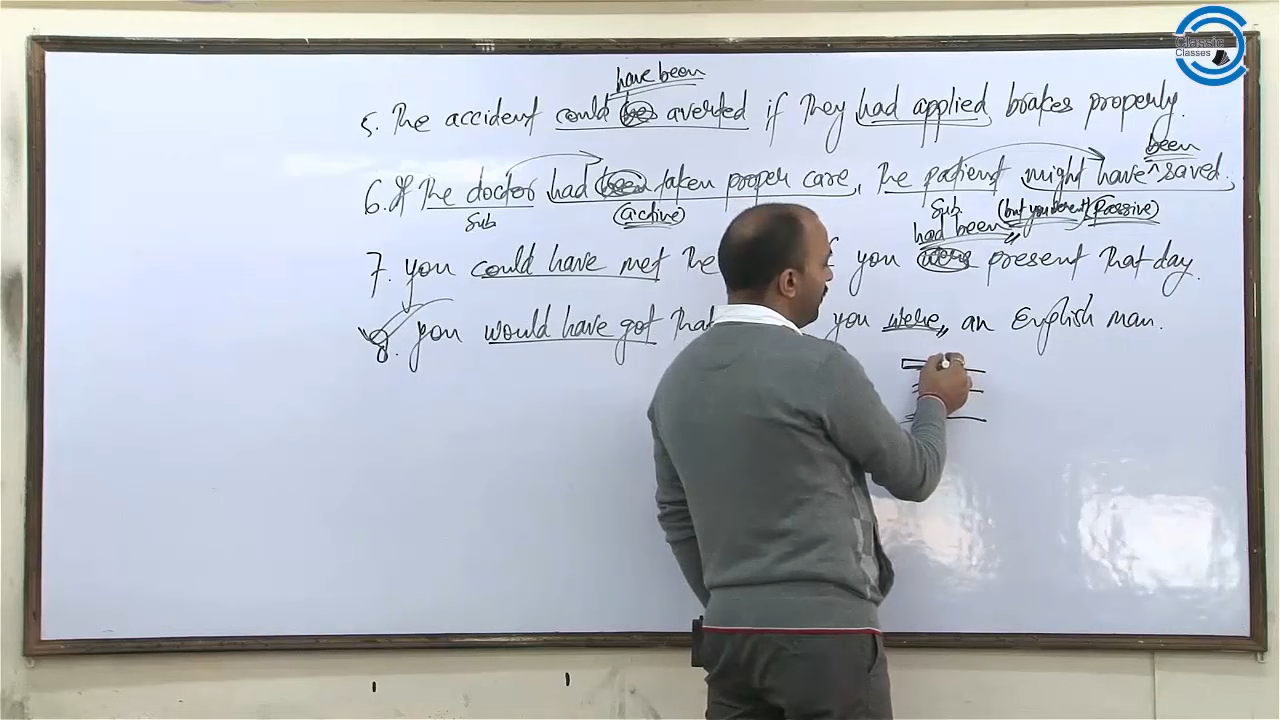 Classic
Classes
have been
5. The accident could be averted if they had applied brakes properly.
been
6. If the doctor had been taken proper care, the patient might have ^ saved.
Sub (active) Sub (but you weren't) (Passive)
had been
7. you could have met the you were present that day.
8. you would have got that you were an English man.